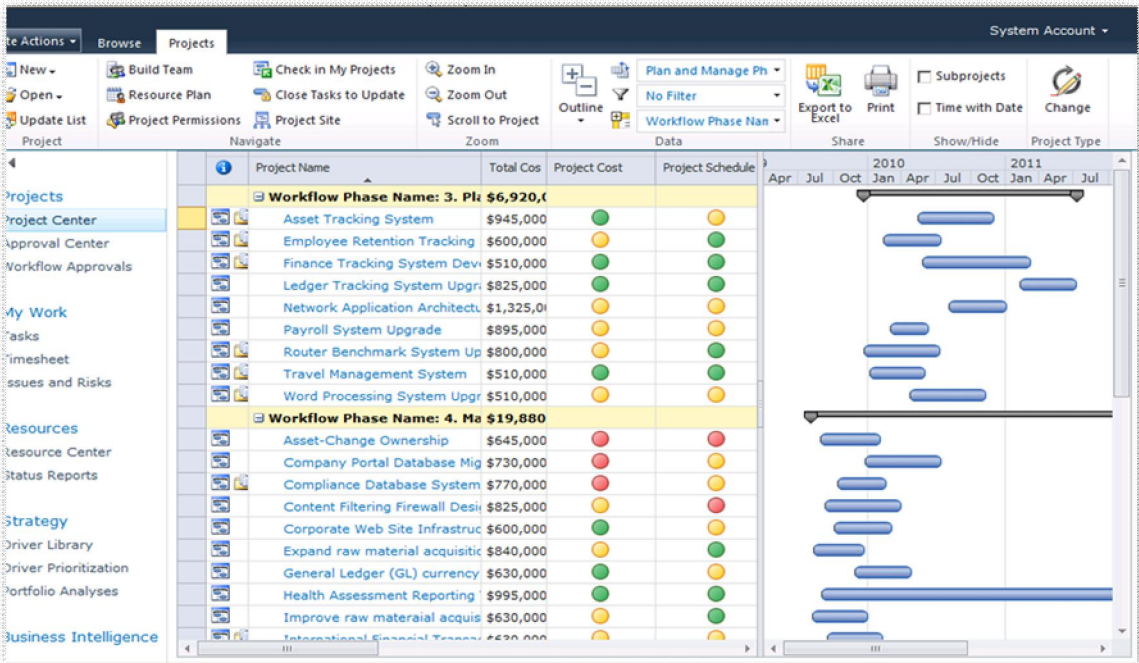 System Account
te Actions Browse Projects
New Build Team Check in My Projects Zoom In Plan and Manage Ph Subprojects
Open Resource Plan Close Tasks to Update Zoom Out No Filter Time with Date
Update List Project Permissions Project Site Scroll to Project Outline Workflow Phase Nan Export to Excel Print Change
Project Navigate Zoom Data Share Show/Hide Project Type
Project Name Total Cos Project Cost Project Schedule 9 2010 2011
Apr Jul Oct Jan Apr Jul Oct Jan Apr Jul
Projects
Project Center
Approval Center
Workflow Approvals
My Work
Tasks
Timesheet
Issues and Risks
Resources
Resource Center
Status Reports
Strategy
Driver Library
Driver Prioritization
Portfolio Analyses
Business Intelligence
Workflow Phase Name: 3. Pla $6,920,0
Asset Tracking System $945,000
Employee Retention Tracking $600,000
Finance Tracking System Dev $510,000
Ledger Tracking System Upgr $825,000
Network Application Architectu $1,325,0
Payroll System Upgrade $895,000
Router Benchmark System Up $800,000
Travel Management System $510,000
Word Processing System Upgr $510,000
Workflow Phase Name: 4. Ma $19,880
Asset-Change Ownership $645,000
Company Portal Database Mig $730,000
Compliance Database System $770,000
Content Filtering Firewall Desi $825,000
Corporate Web Site Infrastruc $600,000
Expand raw material acquisitio $840,000
General Ledger (GL) currency $630,000
Health Assessment Reporting $995,000
Improve raw materaial acquis $630,000
International Financial Transa $630,000